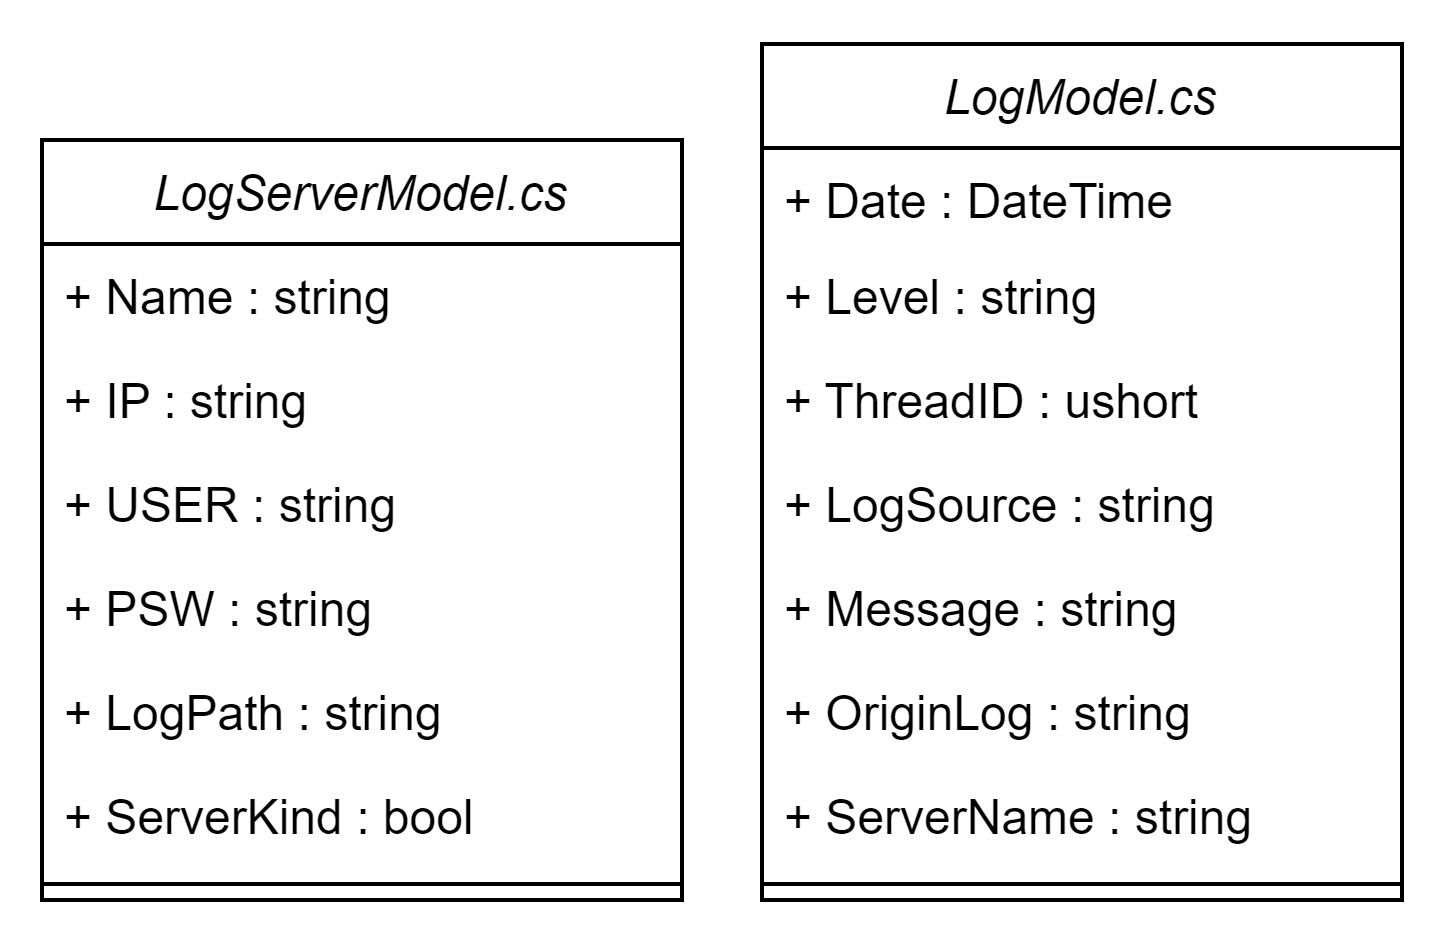 LogServerModel.cs
+ Name : string
+ IP : string
+ USER : string
+ PSW : string
+ LogPath : string
+ ServerKind : bool
LogModel.cs
+ Date : DateTime
+ Level : string
+ ThreadID : ushort
+ LogSource : string
+ Message : string
+ OriginLog : string
+ ServerName : string